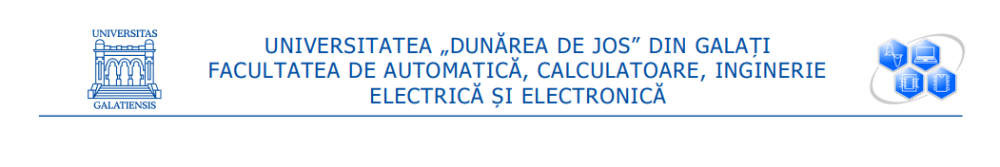 UNIVERSITAS
GALATIENSIS
UNIVERSITATEA „DUNĂREA DE JOS” DIN GALAȚI
FACULTATEA DE AUTOMATICĂ, CALCULATOARE, INGINERIE
ELECTRICĂ ȘI ELECTRONICĂ